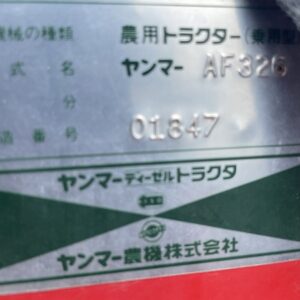 機械の種類 農用トラクター(乗用型
式名 ヤンマー AF326
分
造番号 01847
ヤンマーディーゼルトラクタ
ヤンマー農機株式会社